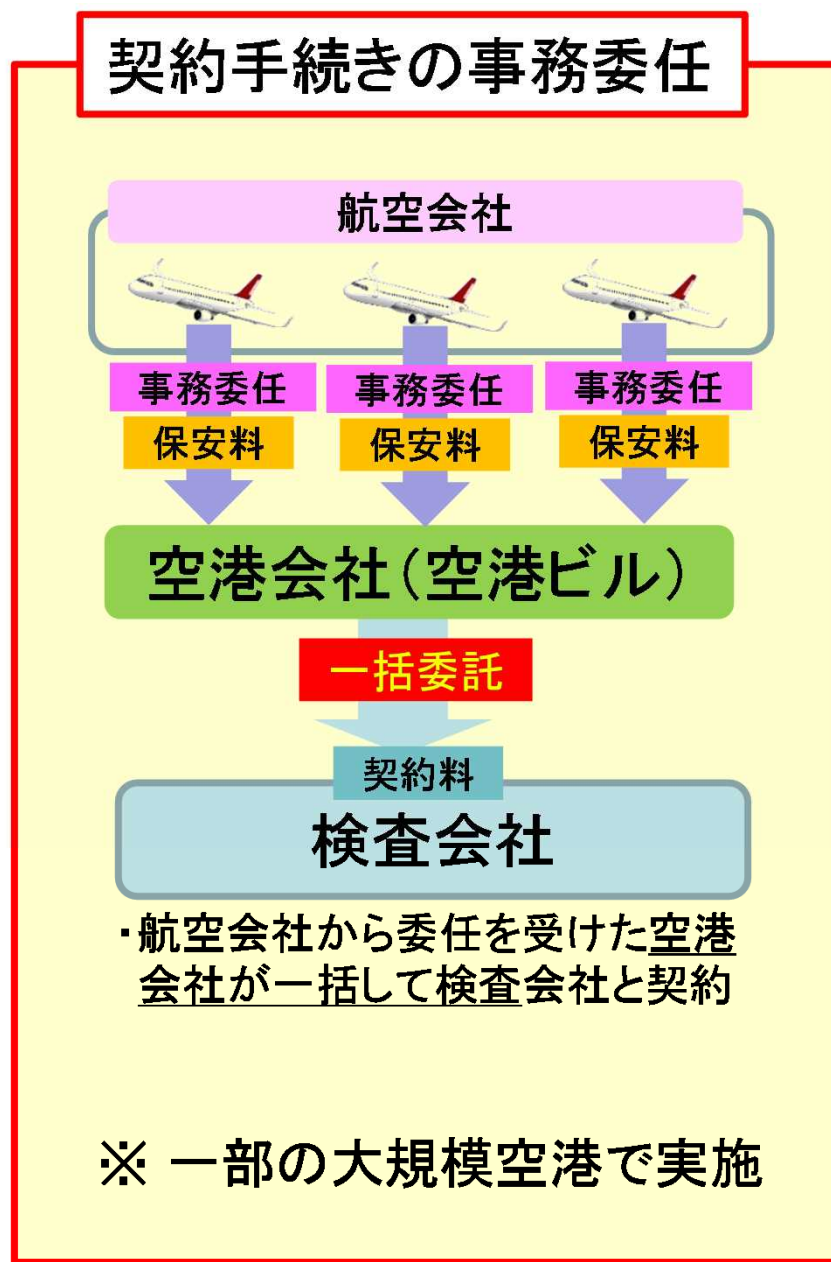 契約手続きの事務委任
航空会社
事務委任 事務委任 事務委任
保安料 保安料 保安料
空港会社（空港ビル）
一括委託
契約料
検査会社
・航空会社から委任を受けた空港
会社が一括して検査会社と契約
※ 一部の大規模空港で実施